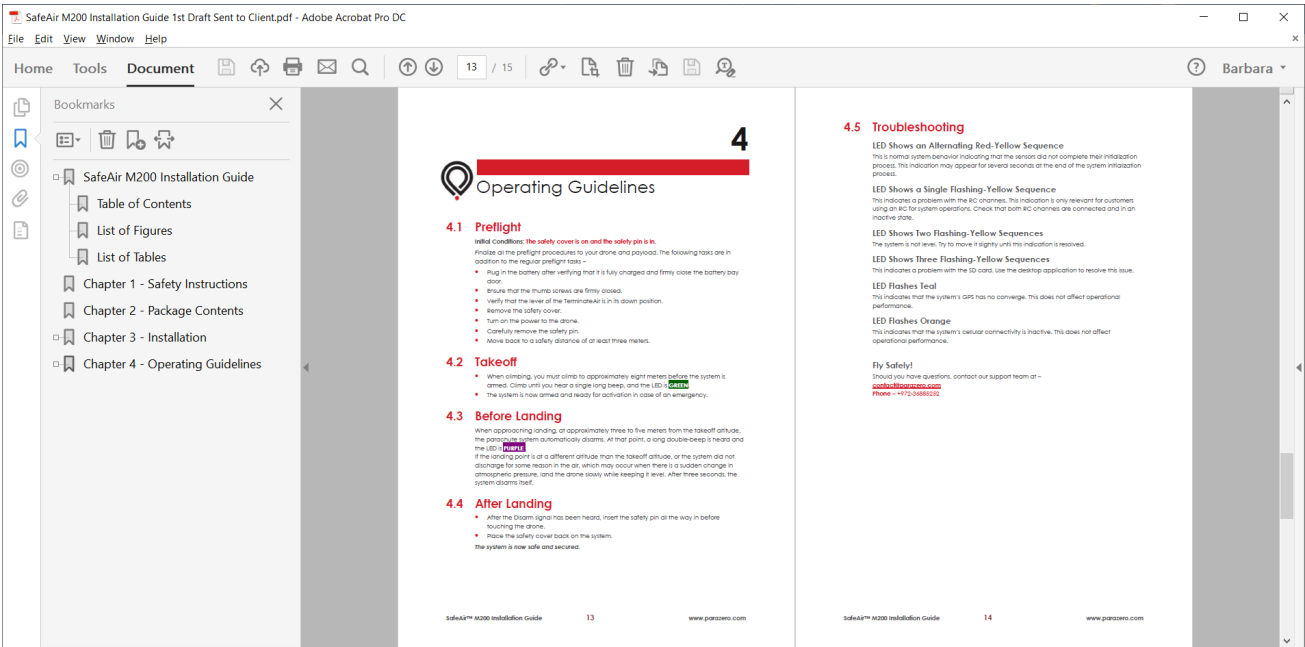 SafeAir M200 Installation Guide 1st Draft Sent to Client.pdf - Adobe Acrobat Pro DC
File Edit View Window Help
Home Tools Document 13 / 15 Barbara
Bookmarks
SafeAir M200 Installation Guide
Table of Contents
List of Figures
List of Tables
Chapter 1 - Safety Instructions
Chapter 2 - Package Contents
Chapter 3 - Installation
Chapter 4 - Operating Guidelines
4
Operating Guidelines
4.1 Preflight
Initial Conditions: The safety cover is on and the safety pin is in.
Finalize all the preflight procedures to your drone and payload. The following tasks are in
addition to the regular preflight tasks –
• Plug in the battery after verifying that it is fully charged and firmly close the battery bay
door.
• Ensure that the thumb screws are firmly closed.
• Verify that the lever of the TerminateAir is in its down position.
• Remove the safety cover.
• Turn on the power to the drone.
• Carefully remove the safety pin.
• Move back to a safety distance of at least three meters.
4.2 Takeoff
• When climbing, you must climb to approximately eight meters before the system is
armed. Climb until you hear a single long beep, and the LED is GREEN
• The system is now armed and ready for activation in case of an emergency.
4.3 Before Landing
When approaching landing, at approximately three to five meters from the takeoff altitude,
the parachute system automatically disarms. At that point, a long double-beep is heard and
the LED is PURPLE
If the landing point is at a different altitude than the takeoff altitude, or the system did not
discharge for some reason in the air, which may occur when there is a sudden change in
atmospheric pressure, land the drone slowly while keeping it level. After three seconds, the
system disarms itself.
4.4 After Landing
• After the Disarm signal has been heard, insert the safety pin all the way in before
touching the drone.
• Place the safety cover back on the system.
The system is now safe and secured.
SafeAir™ M200 Installation Guide 13 www.parazero.com
4.5 Troubleshooting
LED Shows an Alternating Red-Yellow Sequence
This is normal system behavior indicating that the sensors did not complete their initialization
process. This indication may appear for several seconds at the end of the system initialization
process.
LED Shows a Single Flashing-Yellow Sequence
This indicates a problem with the RC channels. This indication is only relevant for customers
using an RC for system operations. Check that both RC channels are connected and in an
inactive state.
LED Shows Two Flashing-Yellow Sequences
The system is not level. Try to move it slightly until this indication is resolved.
LED Shows Three Flashing-Yellow Sequences
This indicates a problem with the SD card. Use the desktop application to resolve this issue.
LED Flashes Teal
This indicates that the system's GPS has no converge. This does not affect operational
performance.
LED Flashes Orange
This indicates that the system's cellular connectivity is inactive. This does not affect
operational performance.
Fly Safely!
Should you have questions, contact our support team at –
contact@parazero.com
Phone – +972-36885252
SafeAir™ M200 Installation Guide 14 www.parazero.com